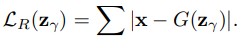 𝓛_R(𝐳_γ) = ∑ |𝐱 − G(𝐳_γ)|.